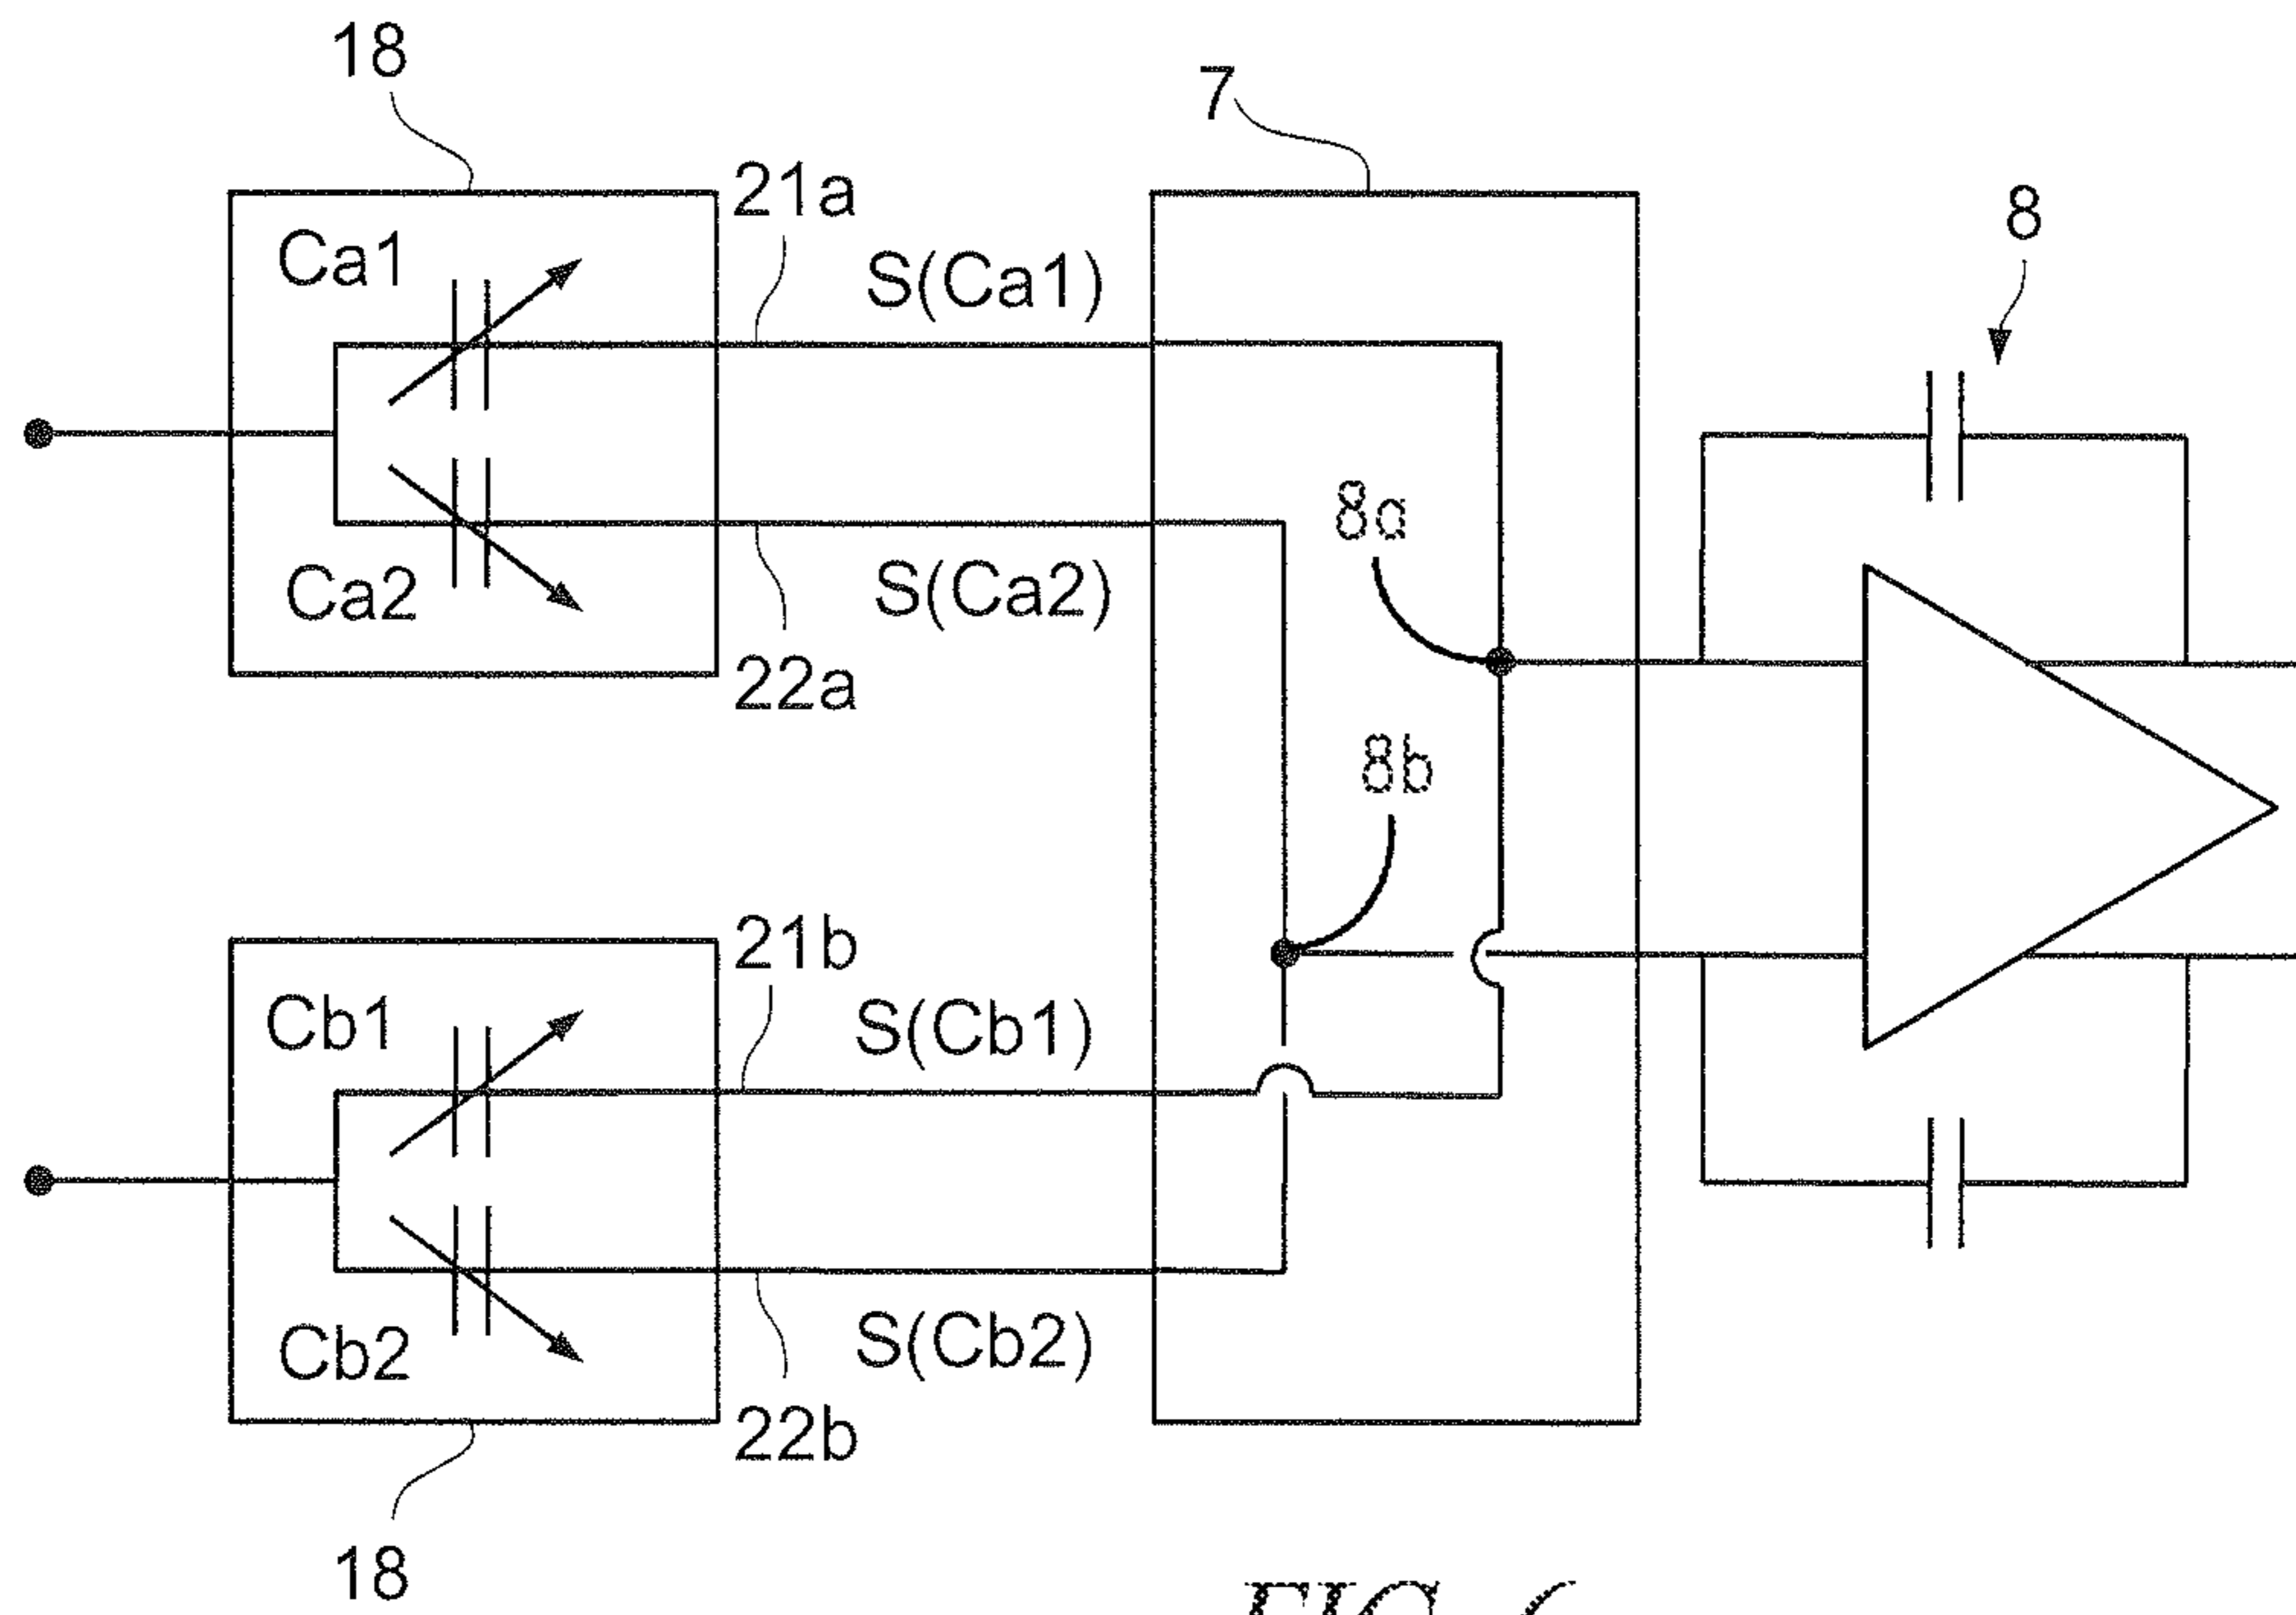 18
7
21a
8
Ca1
S(Ca1)
8a
Ca2
S(Ca2)
22a
8b
21b
Cb1
S(Cb1)
Cb2
S(Cb2)
22b
18